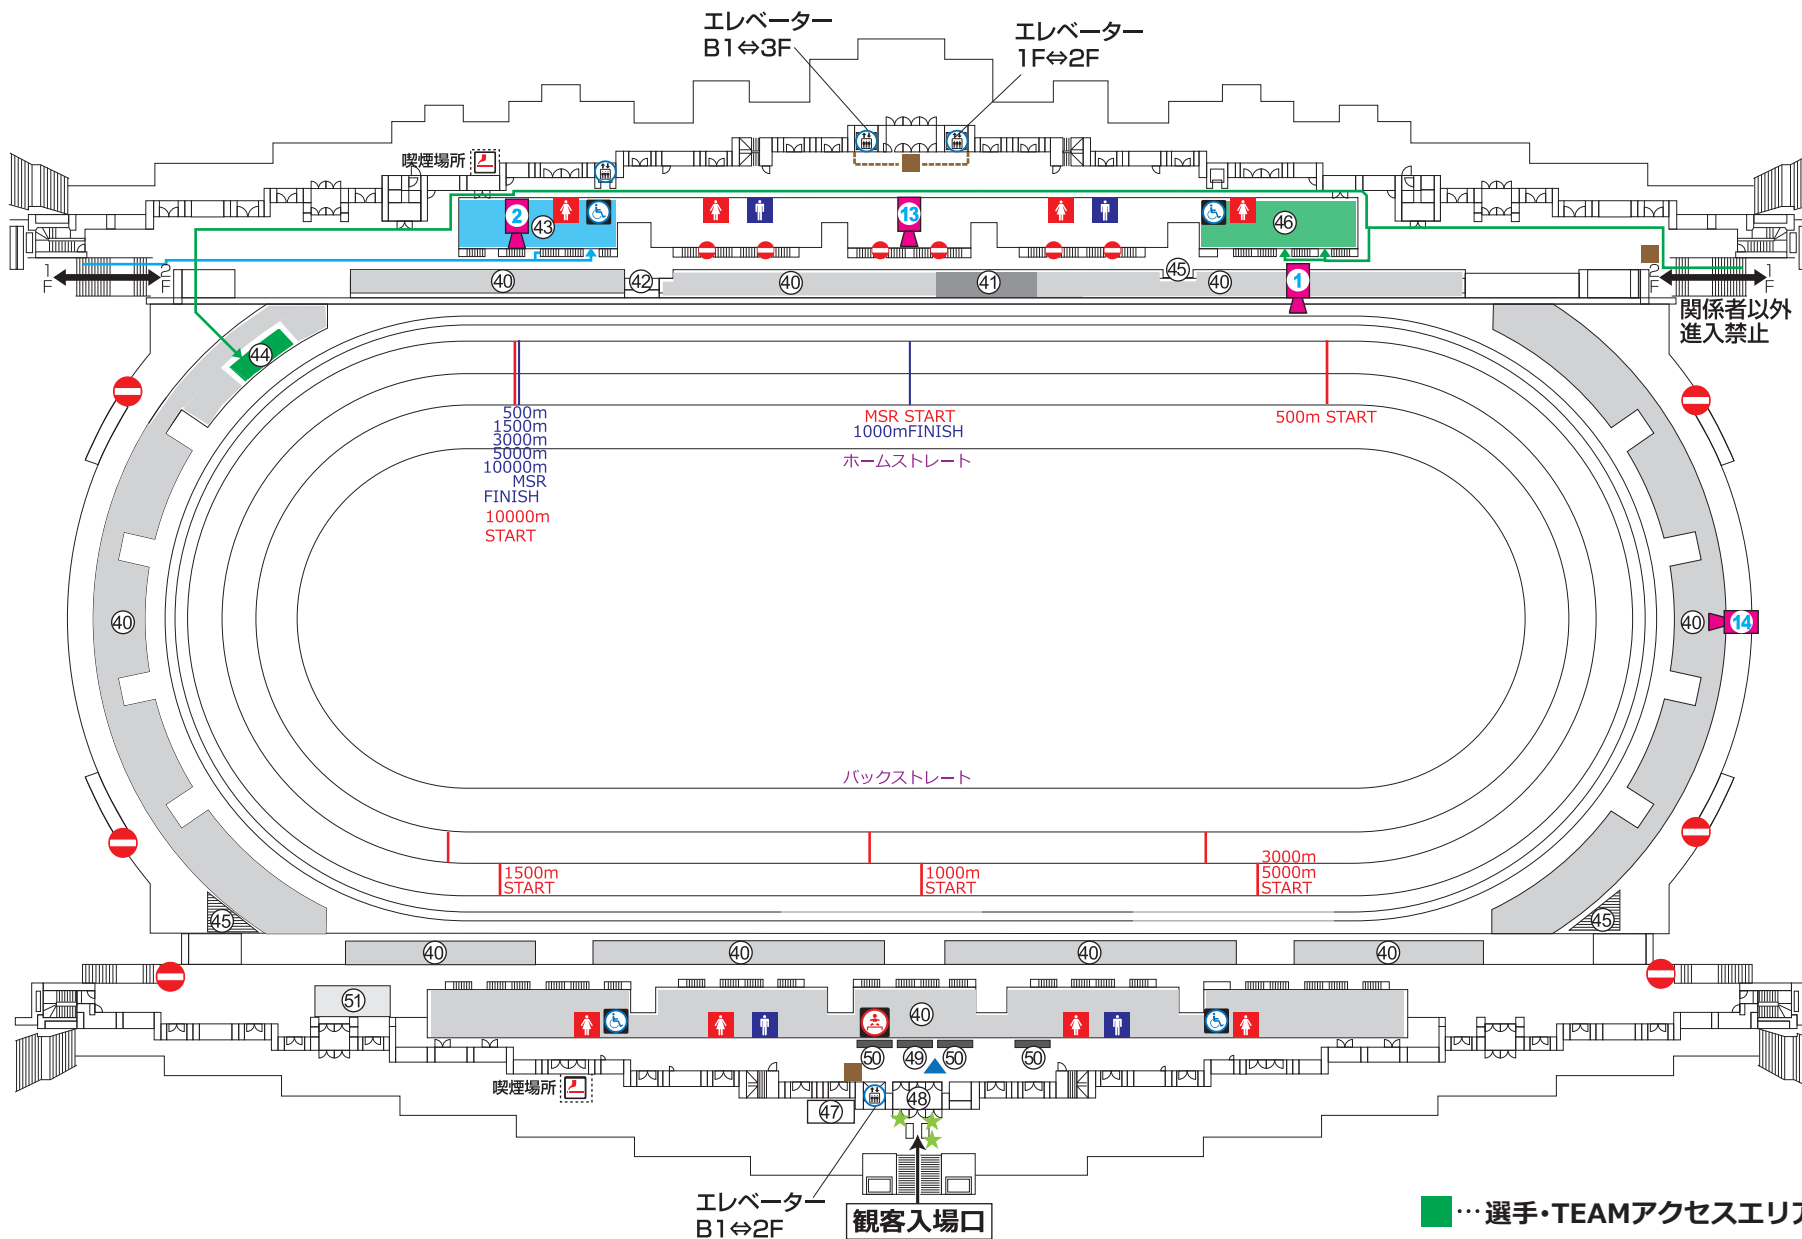 エレベーター
B1⇔3F
エレベーター
1F⇔2F
喫煙場所
2
43
13
46
1F
2F
40
42
40
41
45
40
1
2F
1F
関係者以外
進入禁止
44
500m
1500m
3000m
5000m
10000m
MSR
FINISH
10000m
START
MSR START
1000mFINISH
500m START
ホームストレート
40
40
14
バックストレート
1500m
START
1000m
START
3000m
5000m
START
45
45
40
40
40
40
51
40
50
49
50
50
喫煙場所
47
48
エレベーター
B1⇔2F
観客入場口
…選手・TEAMアクセスエリア